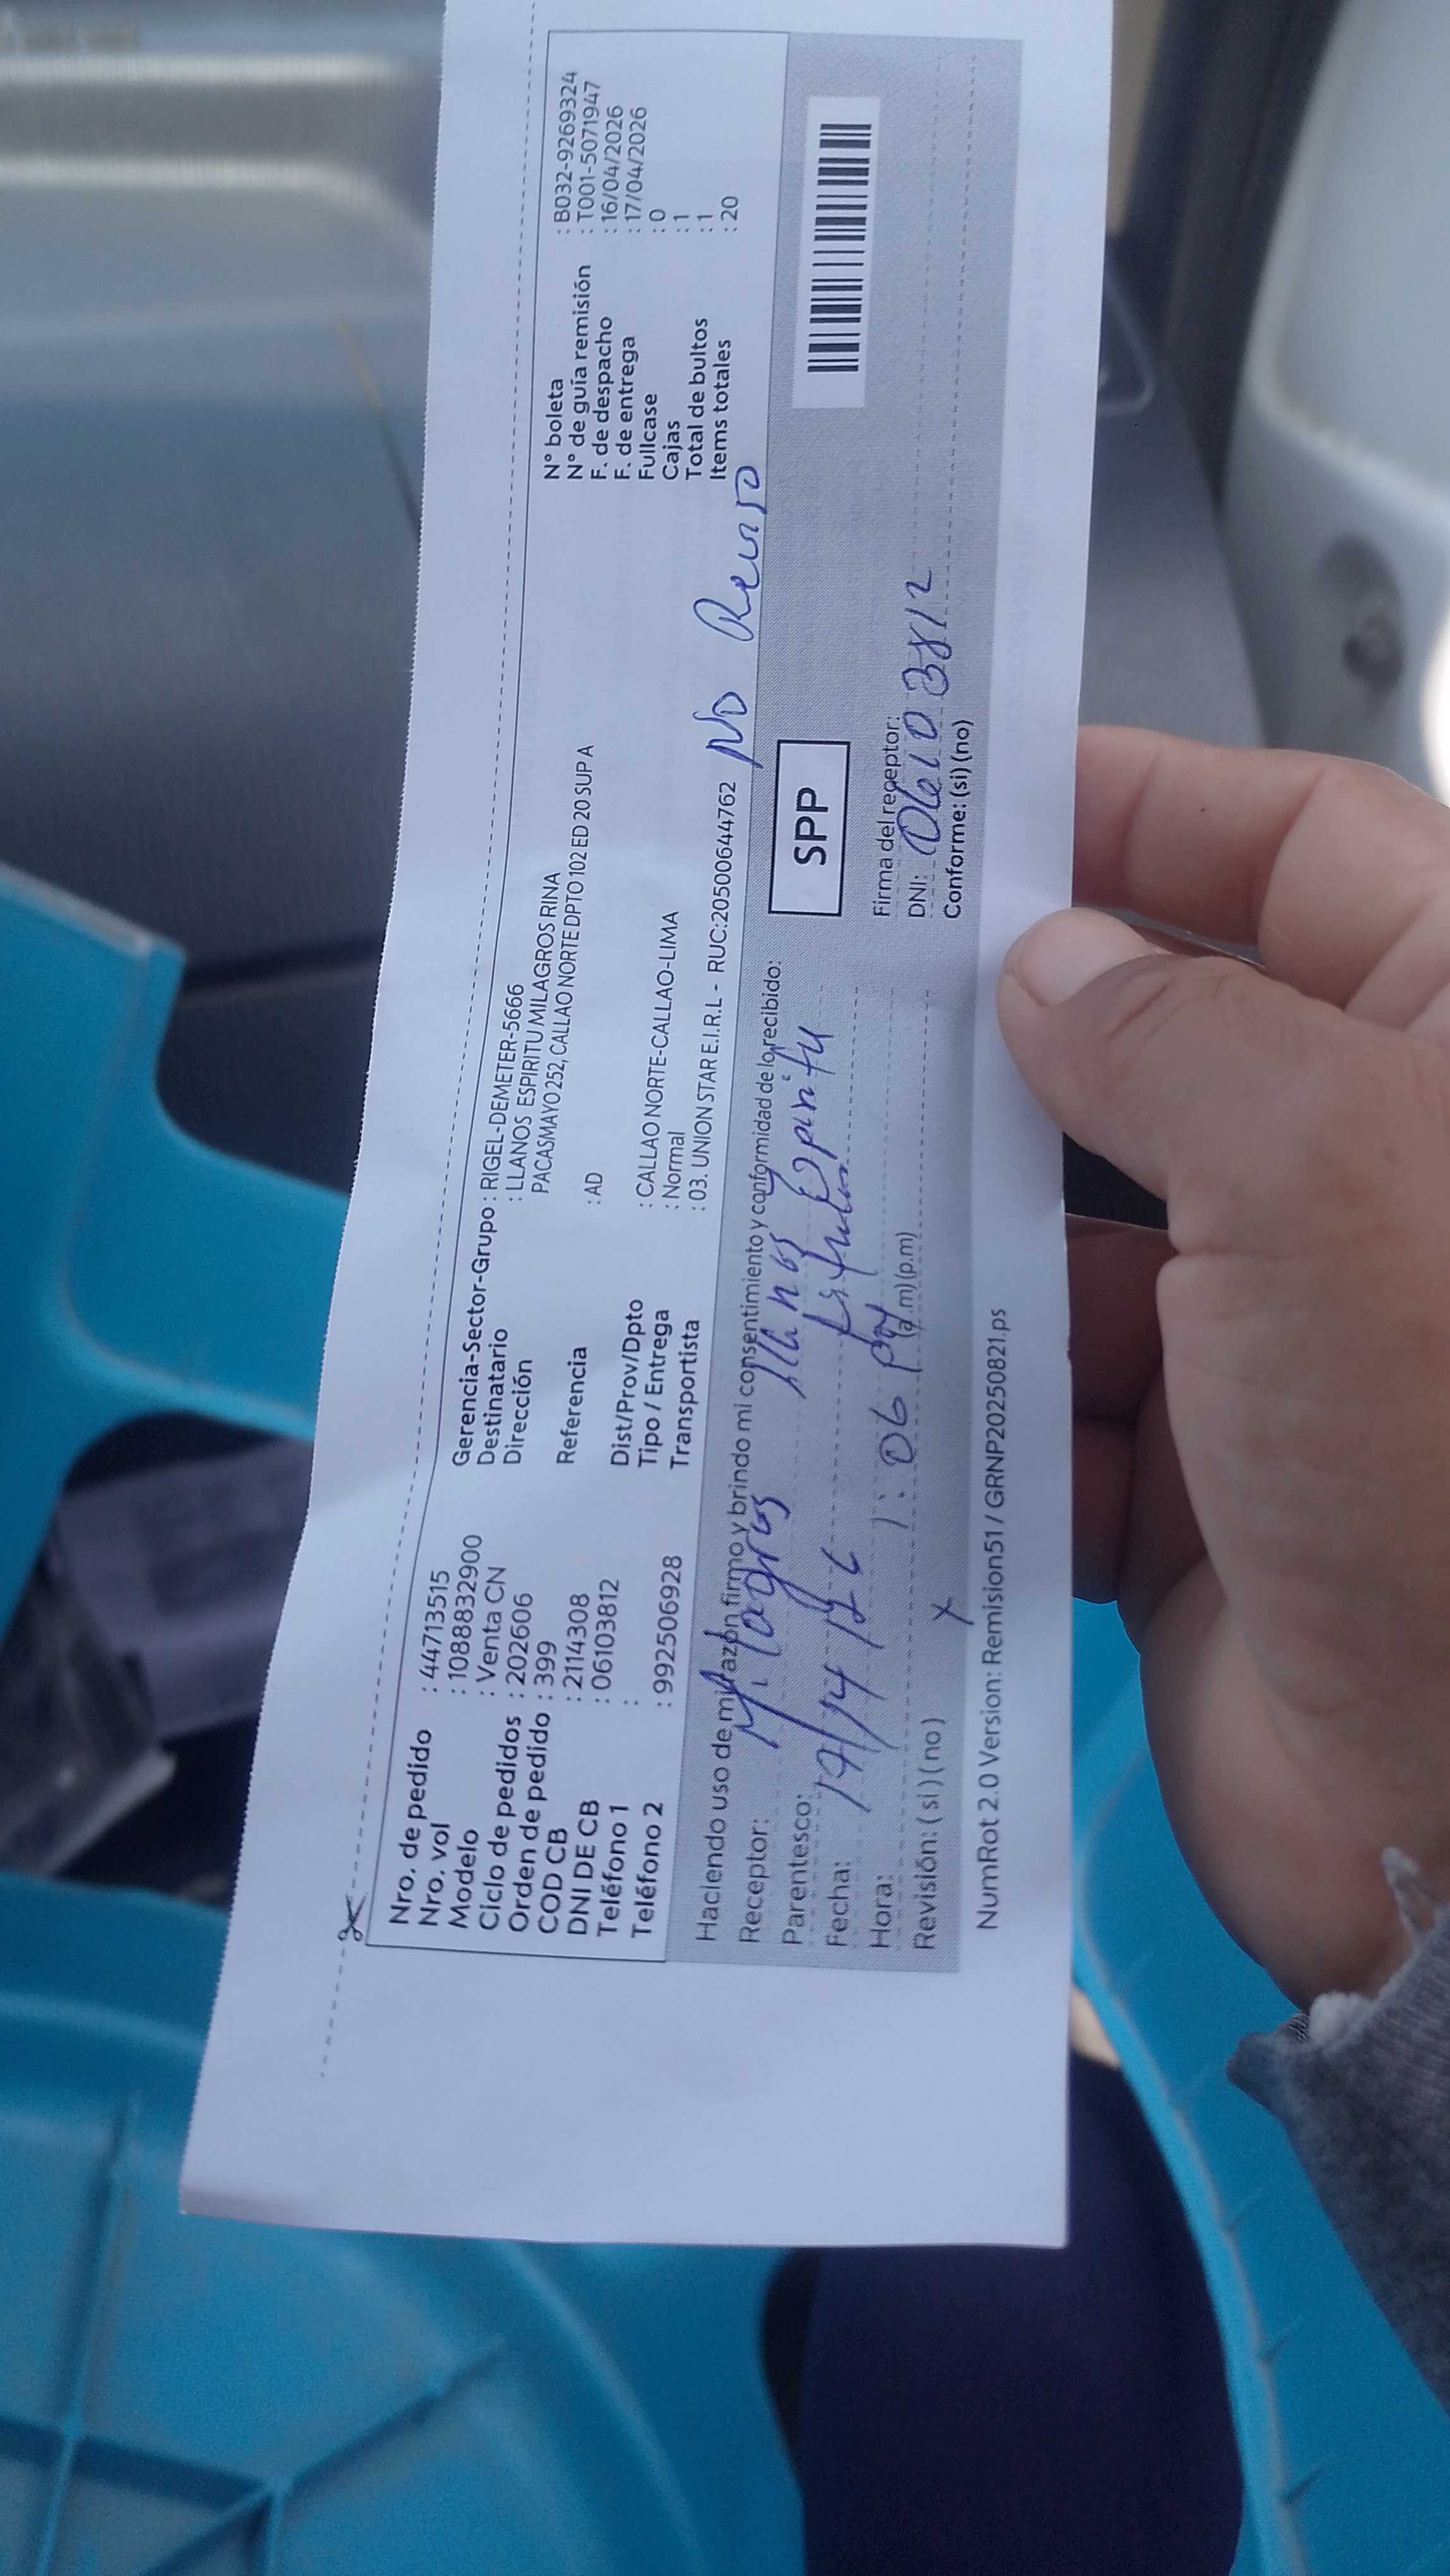 Nro. de pedido : 44713515
Nro. vol : 10888832900
Modelo : Venta CN
Ciclo de pedidos : 202606
Orden de pedido : 399
COD CB : 2114308
DNI DE CB : 06103812
Teléfono 1 :
Teléfono 2 : 992506928
Gerencia-Sector-Grupo : RIGEL-DEMETER-5666
Destinatario : LLANOS ESPIRITU MILAGROS RINA
Dirección PACASMAYO 252, CALLAO NORTE DPTO 102 ED 20 SUP A
Referencia : AD
Dist/Prov/Dpto : CALLAO NORTE-CALLAO-LIMA
Tipo / Entrega : Normal
Transportista : 03. UNION STAR E.I.R.L - RUC:20500644762
N° boleta : B032-9269324
N° de guía remisión : T001-5071947
F. de despacho : 16/04/2026
F. de entrega : 17/04/2026
Fullcase : 0
Cajas : 1
Total de bultos : 1
Items totales : 20
No Reviso
Haciendo uso de mi razón firmo y brindo mi consentimiento y conformidad de lo recibido:
Receptor: Milagros Llanos Espiritu
Parentesco:
Fecha: 17/
Hora: 1:06 pm (a.m) (p.m)
Revisión: ( si ) ( no ) x
SPP
Firma del receptor:
DNI: 06103812
Conforme: (si) (no)
NumRot 2.0 Version: Remision51 / GRNP20250821.ps